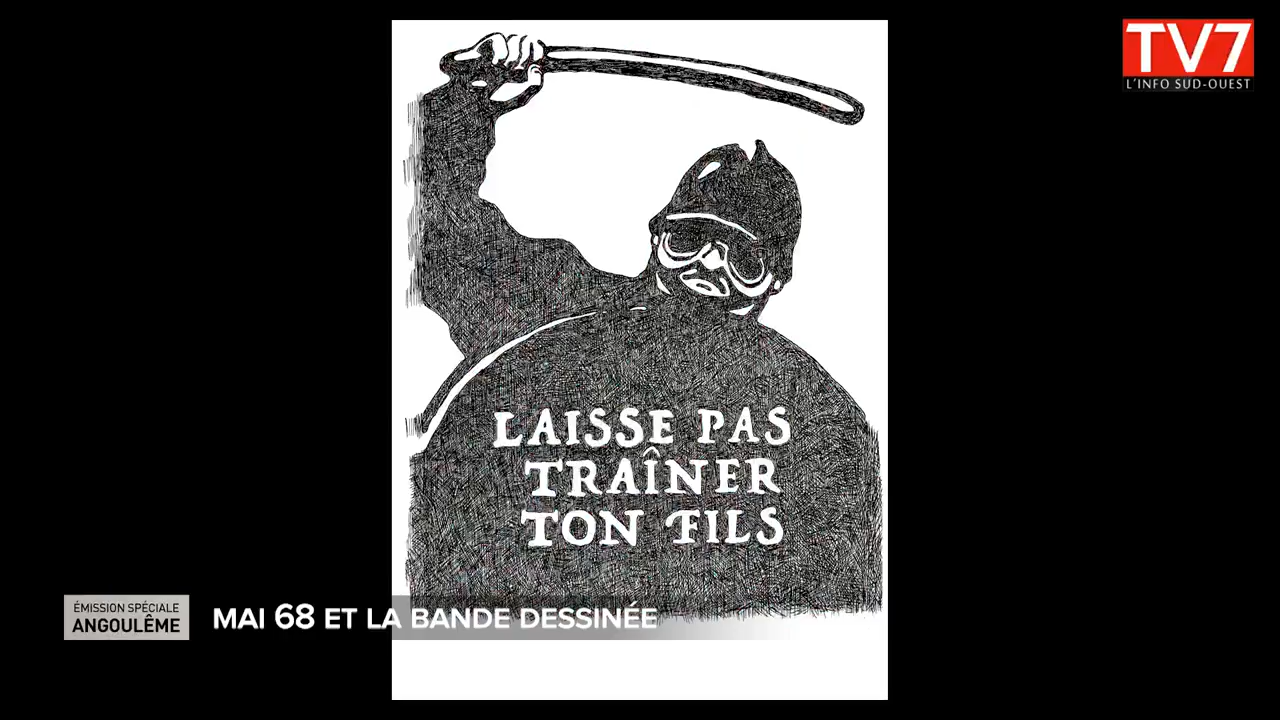 TV7
L'INFO SUD-OUEST
LAISSE PAS
TRAÎNER
TON FILS
ÉMISSION SPÉCIALE
ANGOULÊME
MAI 68 ET LA BANDE DESSINÉE